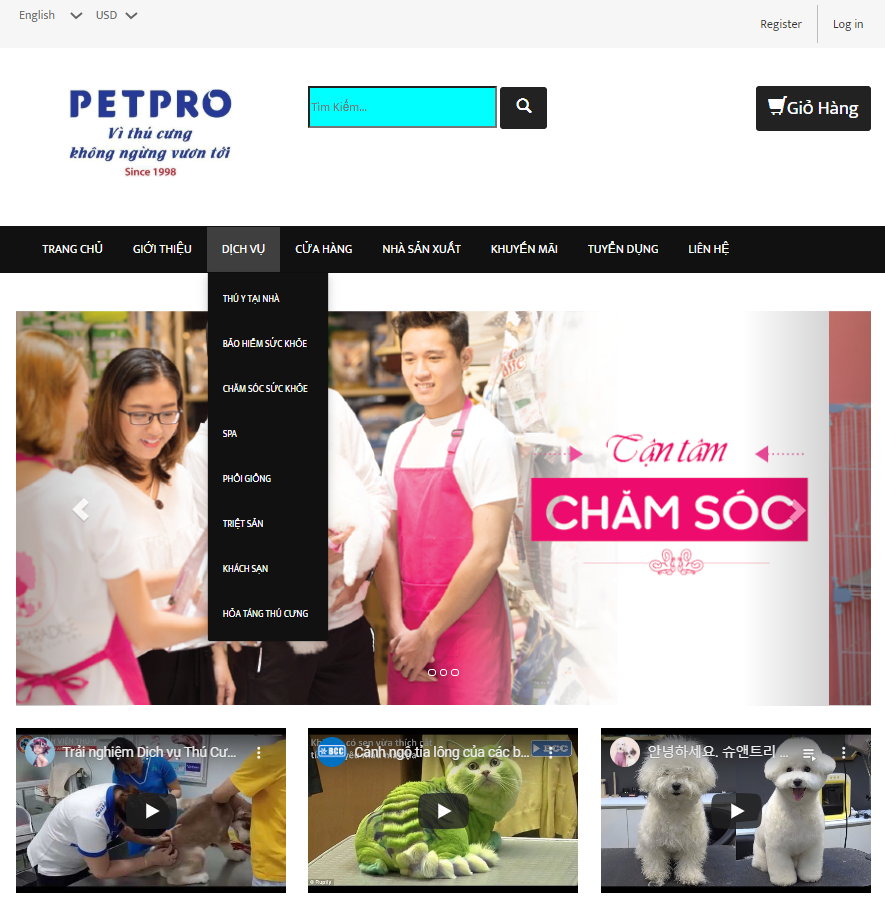 English
USD
Register
Log in
PETPRO
Vì thú cưng
không ngừng vươn tới
Since 1998
Tìm Kiếm...
Giỏ Hàng
TRANG CHỦ
GIỚI THIỆU
DỊCH VỤ
CỬA HÀNG
NHÀ SẢN XUẤT
KHUYẾN MÃI
TUYỂN DỤNG
LIÊN HỆ
THÚ Y TẠI NHÀ
BẢO HIỂM SỨC KHỎE
CHĂM SÓC SỨC KHỎE
SPA
PHỐI GIỐNG
TRIỆT SẢN
KHÁCH SẠN
HỎA TÁNG THÚ CƯNG
Tận tâm
CHĂM SÓC
Trải nghiệm Dịch vụ Thú Cư...
BCC
Cảnh ngộ tỉa lông của các b...
BCC
안녕하세요. 슈앤트리 ...